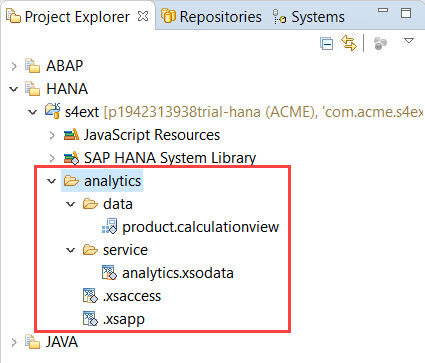 Project Explorer Repositories Systems
ABAP
HANA
s4ext [p1942313938trial-hana (ACME), 'com.acme.s4ex
JavaScript Resources
SAP HANA System Library
analytics
data
product.calculationview
service
analytics.xsodata
.xsaccess
.xsapp
JAVA